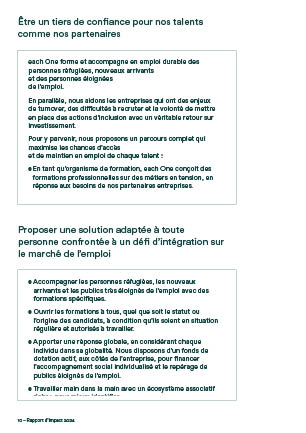 Être un tiers de confiance pour nos talents
comme nos partenaires
each One forme et accompagne en emploi durable des
personnes réfugiées, nouveaux arrivants
et des personnes éloignées
de l'emploi.
En parallèle, nous aidons les entreprises qui ont des enjeux
de turnover, des difficultés à recruter et la volonté de mettre
en place des actions d'inclusion avec un véritable retour sur
investissement.
Pour y parvenir, nous proposons un parcours complet qui
maximise les chances d'accès
et de maintien en emploi de chaque talent :
• En tant qu'organisme de formation, each One conçoit des
formations professionnelles sur des métiers en tension, en
réponse aux besoins de nos partenaires entreprises.
Proposer une solution adaptée à toute
personne confrontée à un défi d'intégration sur
le marché de l'emploi
• Accompagner les personnes réfugiées, les nouveaux
arrivants et les publics très éloignés de l'emploi avec des
formations spécifiques.
• Ouvrir les formations à tous, quel que soit le statut ou
l'origine des candidats, à condition qu'ils soient en situation
régulière et autorisés à travailler.
• Apporter une réponse globale, en considérant chaque
individu dans sa globalité. Nous disposons d'un fonds de
dotation actif, aux côtés de l'entreprise, pour financer
l'accompagnement social individualisé et le repérage de
publics éloignés de l'emploi.
• Travailler main dans la main avec un écosystème associatif
10 – Rapport d'impact 2024